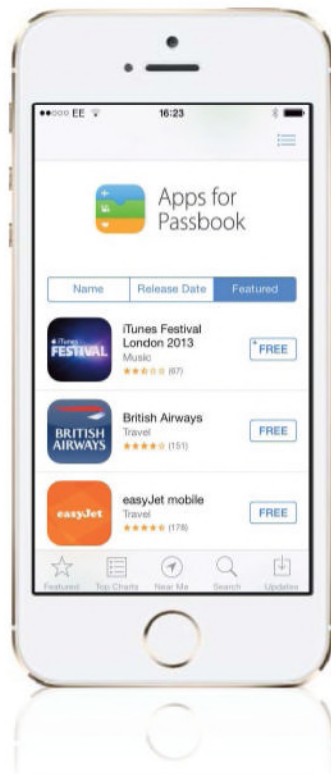 EE 16:23
Apps for
Passbook
Name Release Date Featured
iTunes Festival
London 2013
Music
(67)
+ FREE
iTunes
FESTIVAL
British Airways
Travel
(151)
FREE
BRITISH
AIRWAYS
easyJet mobile
Travel
(178)
FREE
easyJet
Featured Top Charts Near Me Search Updates